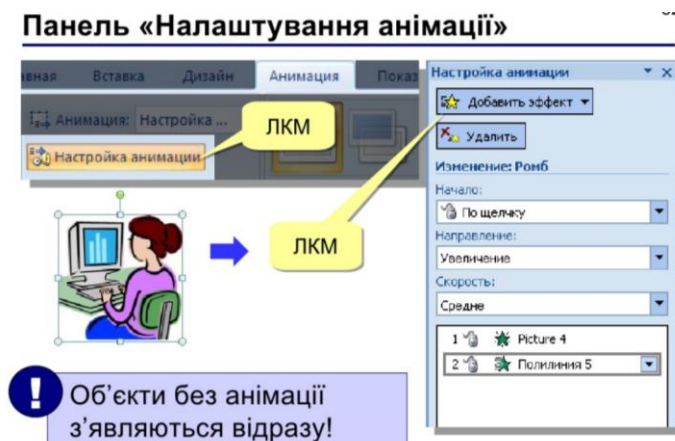 Панель «Налаштування анімації»
вная Вставка Дизайн Анимация Показ
Анимация: Настройка ...
ЛКМ
Настройка анимации
ЛКМ
Настройка анимации
Добавить эффект
Удалить
Изменение: Ромб
Начало:
По щелчку
Направление:
Увеличение
Скорость:
Средне
1 Picture 4
2 Полилиния 5
! Об’єкти без анімації
з’являються відразу!